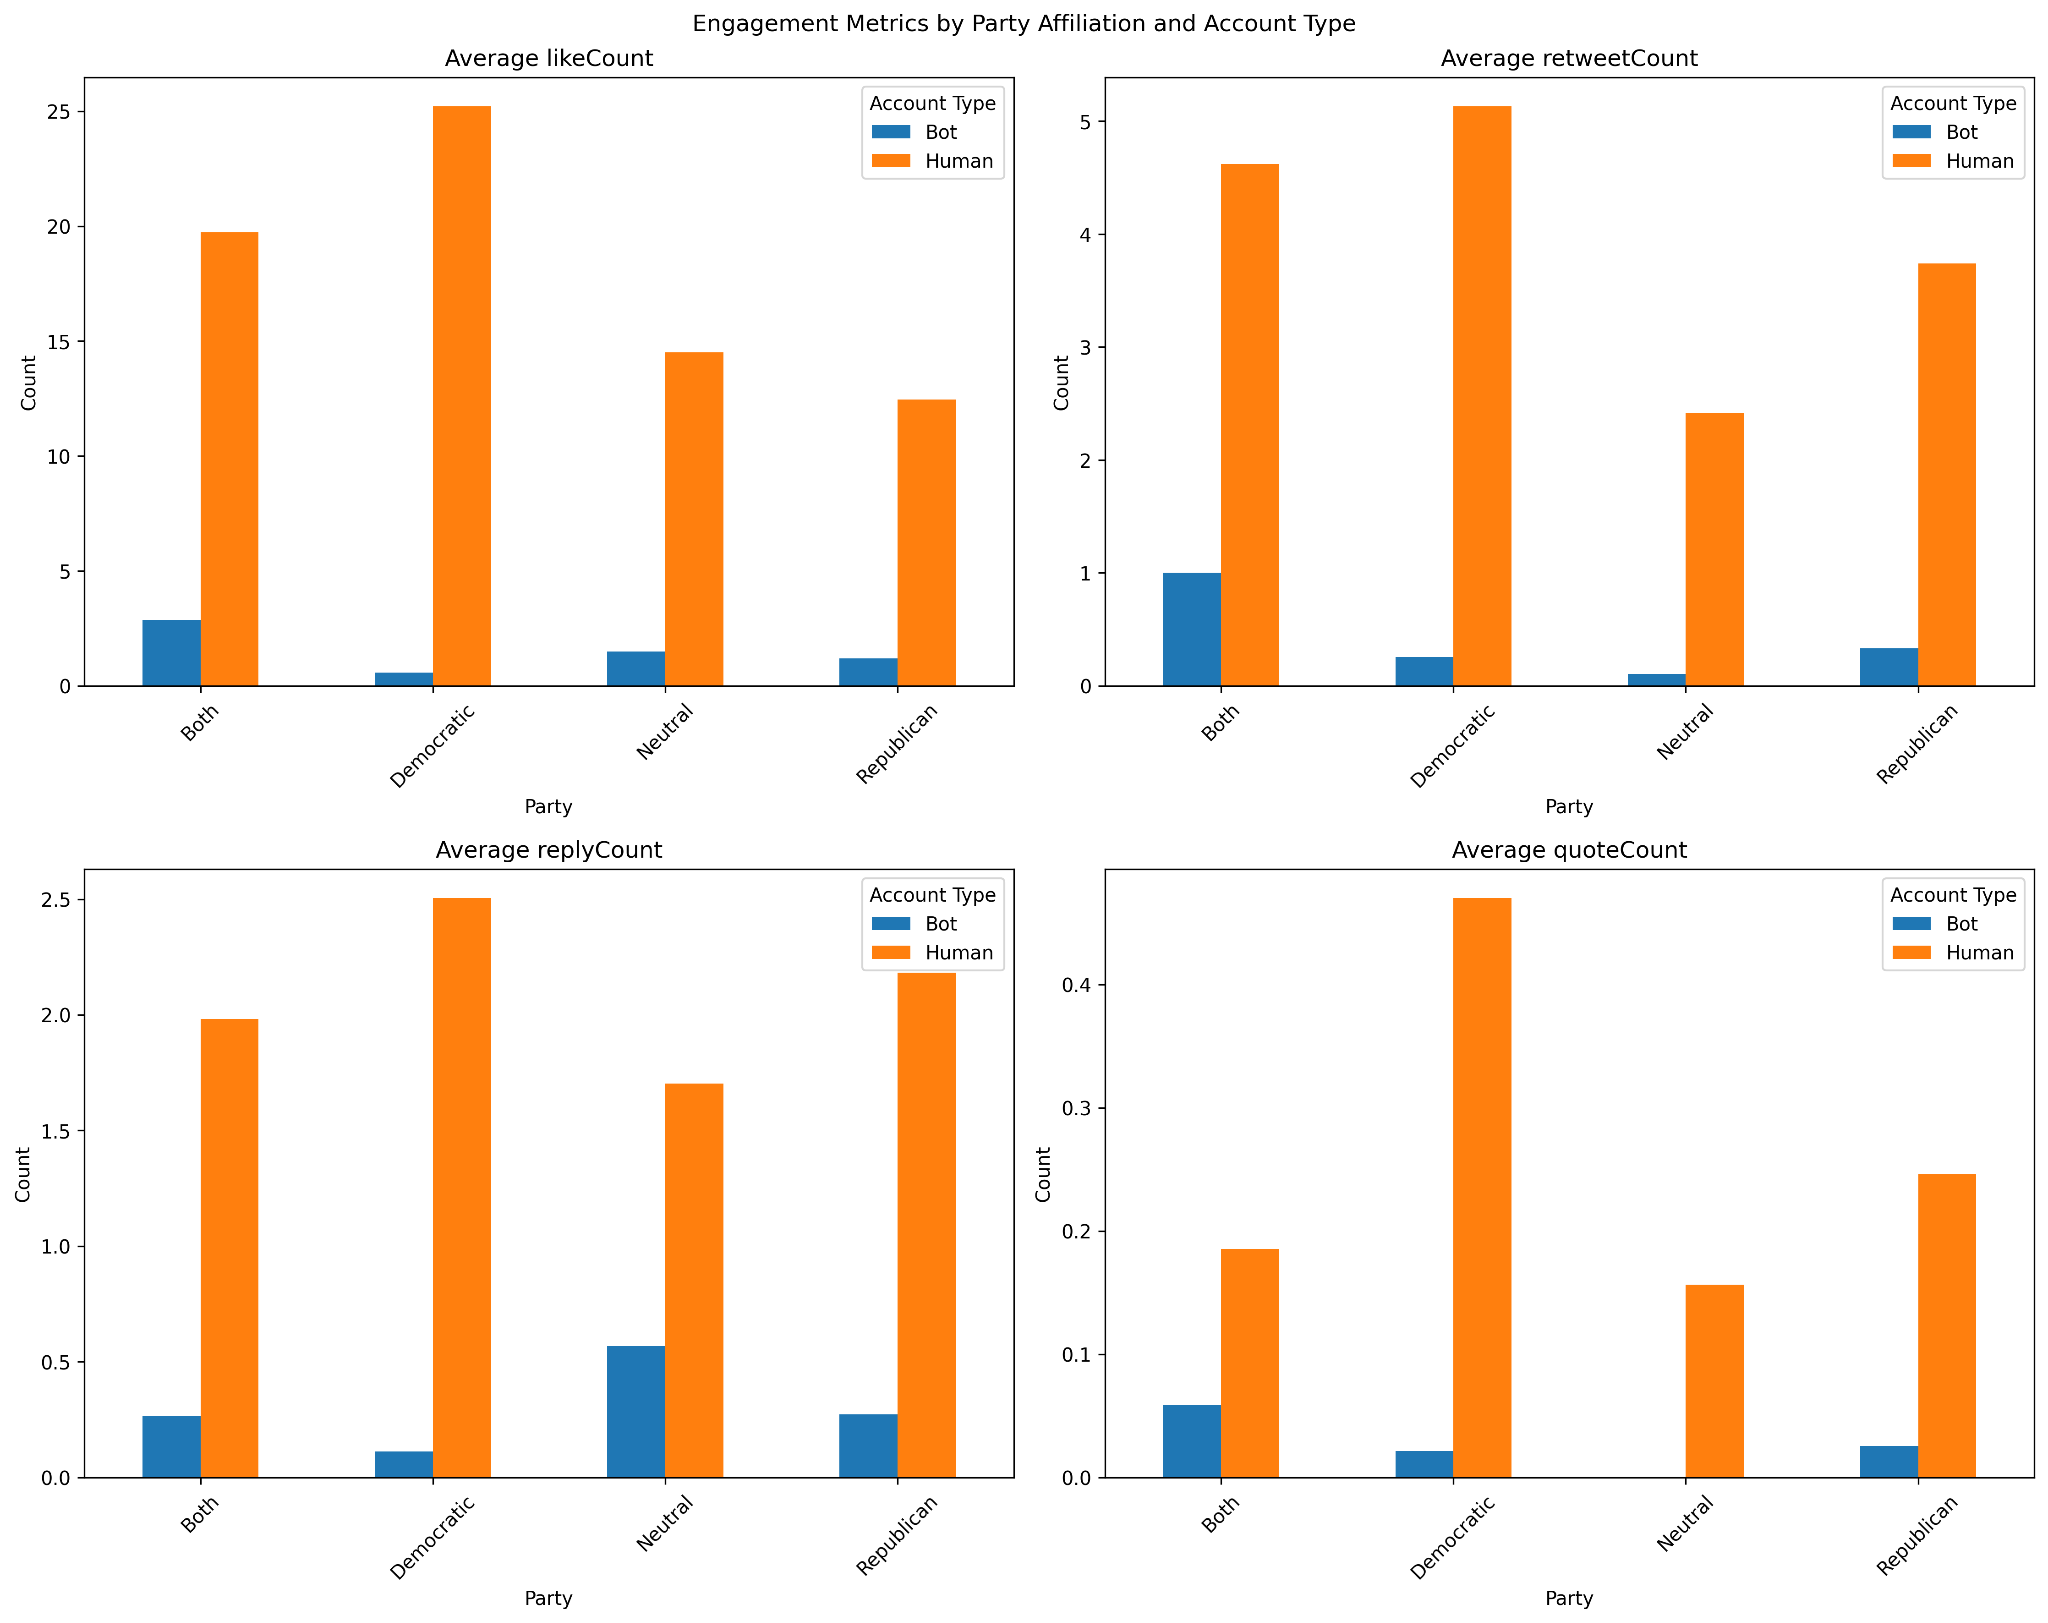 Engagement Metrics by Party Affiliation and Account Type
Average likeCount
Account Type
Bot
Human
Count
25
20
15
10
5
0
Both
Democratic
Neutral
Republican
Party
Average retweetCount
Account Type
Bot
Human
Count
5
4
3
2
1
0
Both
Democratic
Neutral
Republican
Party
Average replyCount
Account Type
Bot
Human
Count
2.5
2.0
1.5
1.0
0.5
0.0
Both
Democratic
Neutral
Republican
Party
Average quoteCount
Account Type
Bot
Human
Count
0.4
0.3
0.2
0.1
0.0
Both
Democratic
Neutral
Republican
Party